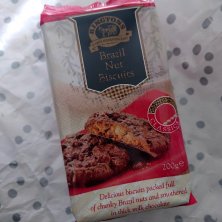 Brazil
Nut
Biscuits
200g
Delicious biscuits packed full
of chunky Brazil nuts and smothered
in thick milk chocolate